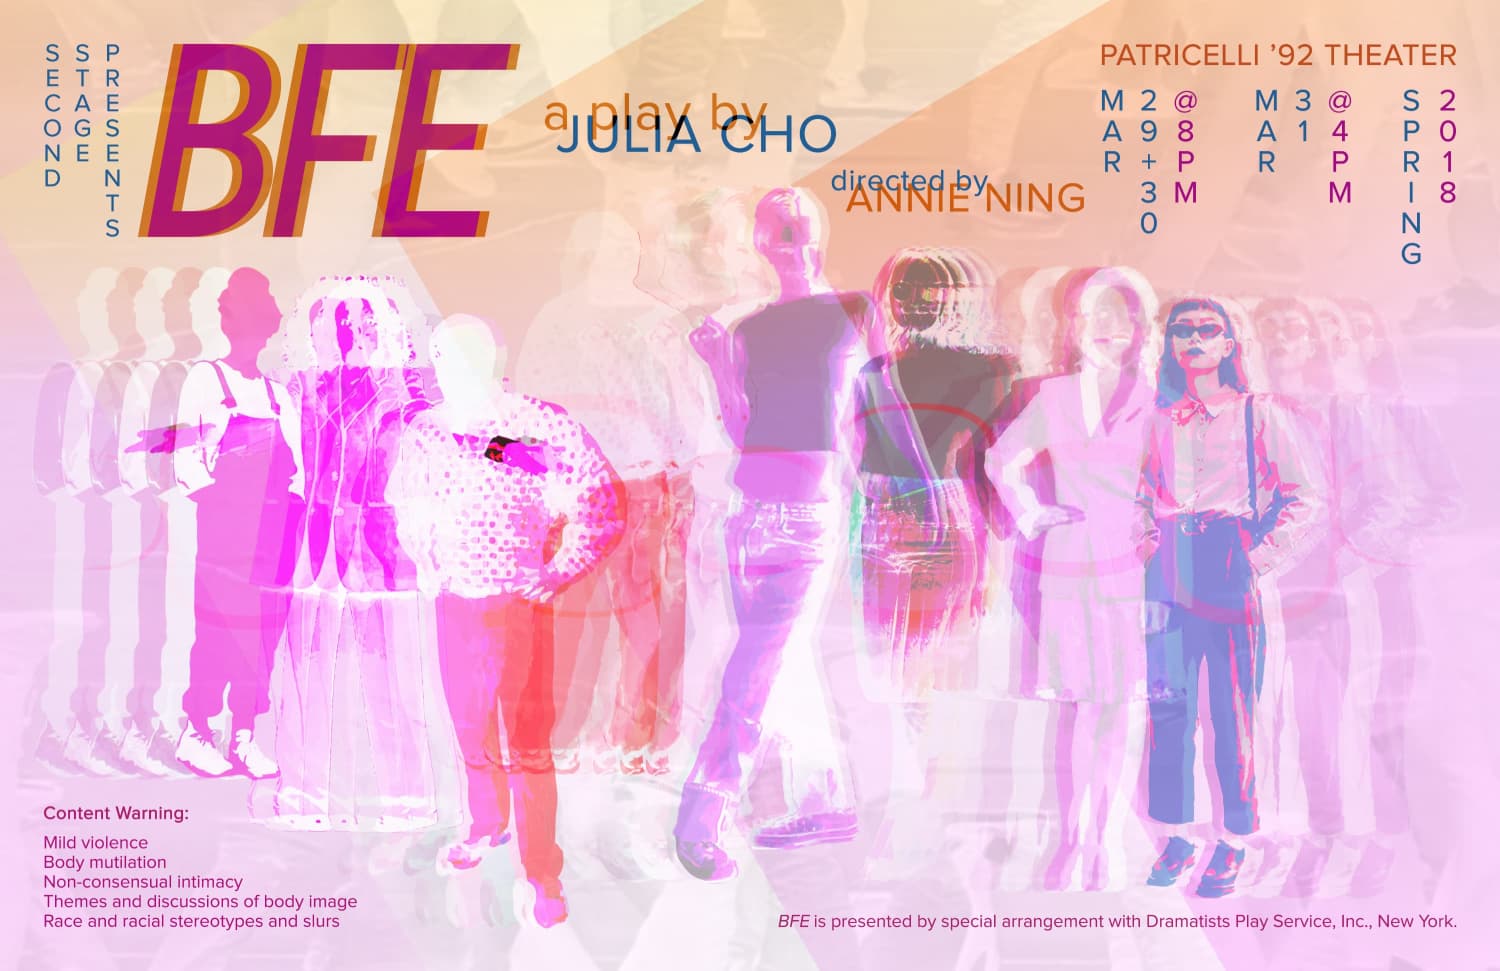 SECOND
STAGE
PRESENTS
BFE
a play by
JULIA CHO
directed by
ANNIE NING
PATRICELLI ’92 THEATER
MAR
29+30
@8PM
MAR
31
@4PM
SPRING
2018
Content Warning:
Mild violence
Body mutilation
Non-consensual intimacy
Themes and discussions of body image
Race and racial stereotypes and slurs
BFE is presented by special arrangement with Dramatists Play Service, Inc., New York.